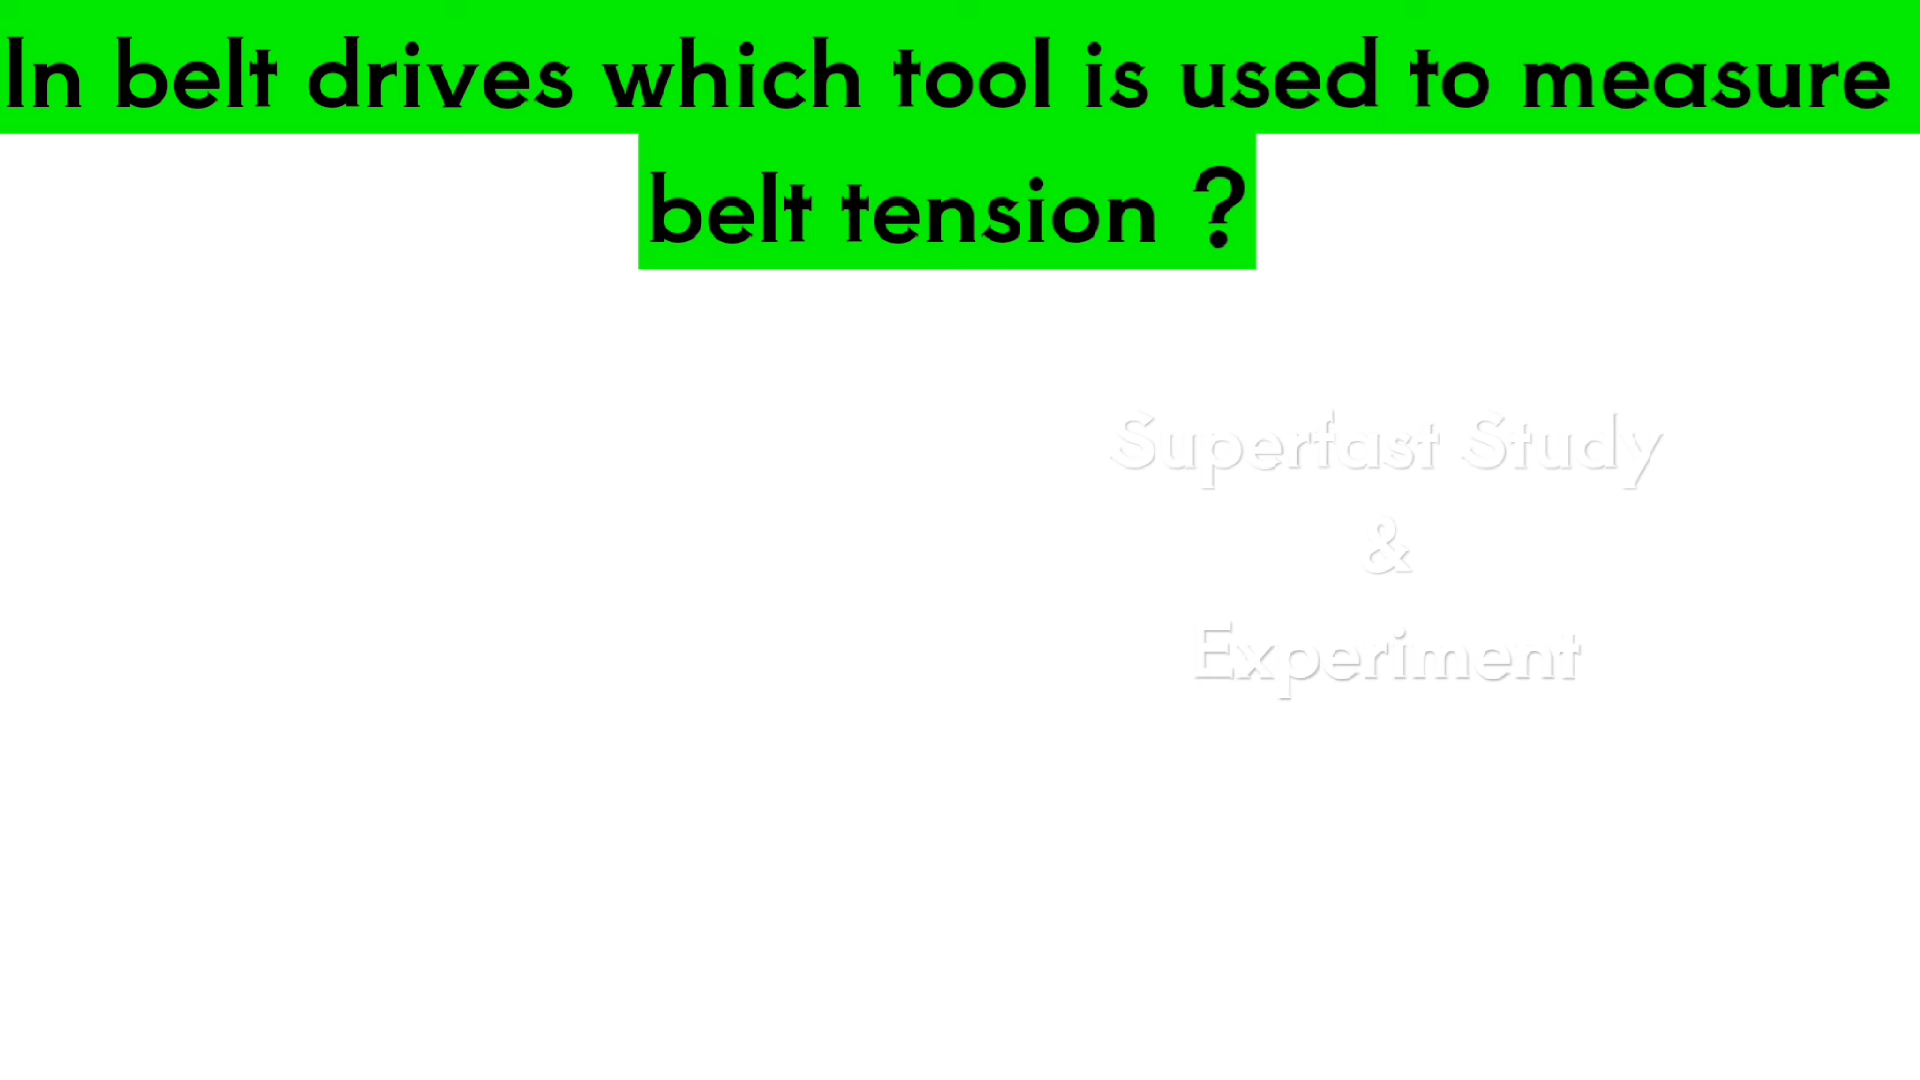 In belt drives which tool is used to measure
belt tension ?
Superfast Study
&
Experiment